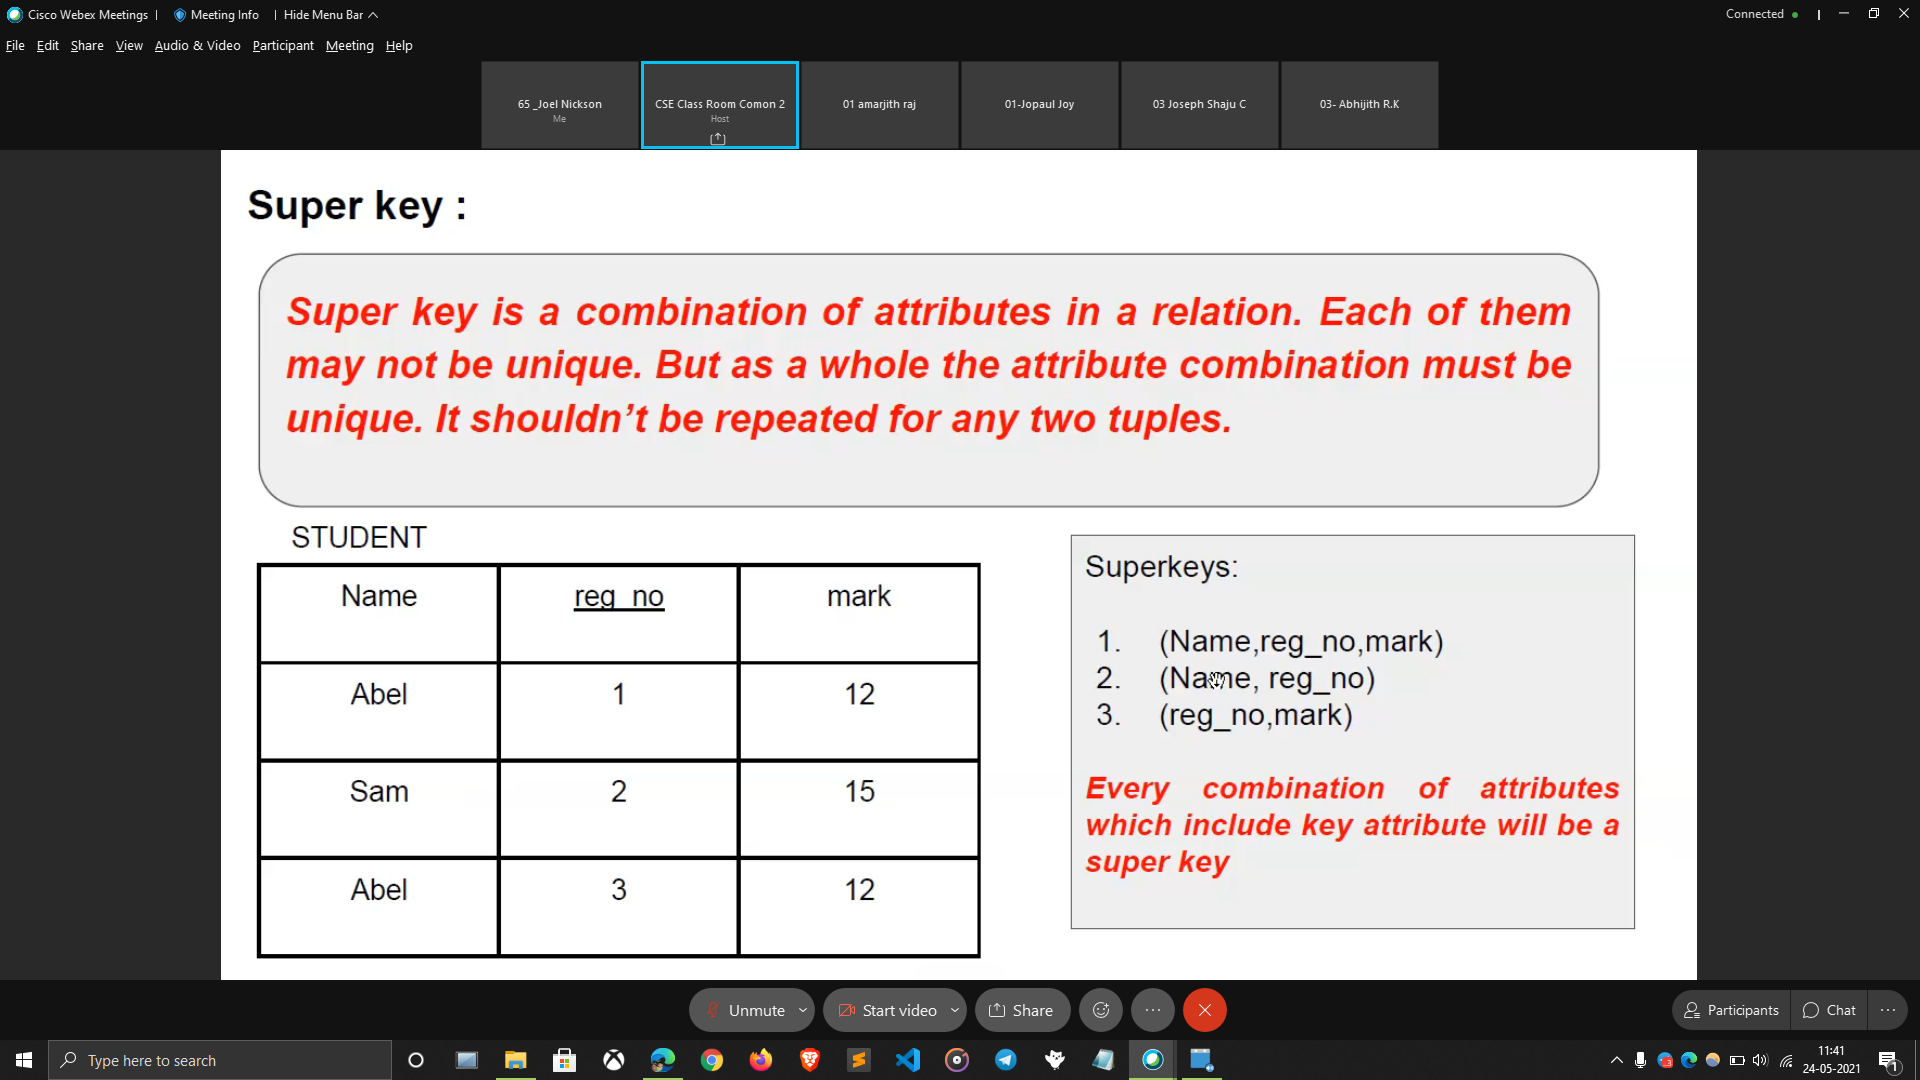 Cisco Webex Meetings | Meeting Info | Hide Menu Bar Connected
File Edit Share View Audio & Video Participant Meeting Help
65 _Joel Nickson
Me
CSE Class Room Comon 2
Host
01 amarjith raj
01-Jopaul Joy
03 Joseph Shaju C
03- Abhijith R.K
Super key :
Super key is a combination of attributes in a relation. Each of them
may not be unique. But as a whole the attribute combination must be
unique. It shouldn’t be repeated for any two tuples.
STUDENT
Name reg_no mark
Abel 1 12
Sam 2 15
Abel 3 12
Superkeys:
1. (Name,reg_no,mark)
2. (Name, reg_no)
3. (reg_no,mark)
Every combination of attributes
which include key attribute will be a
super key
Unmute Start video Share ... Participants Chat ...
Type here to search
11:41
24-05-2021
1